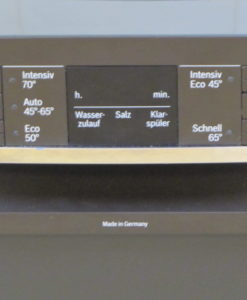 Intensiv
70°
Auto
45°-65°
Eco
50°
h. min.
Wasser-
zulauf
Salz
Klar-
spüler
Intensiv
Eco 45°
Schnell
65°
Made in Germany